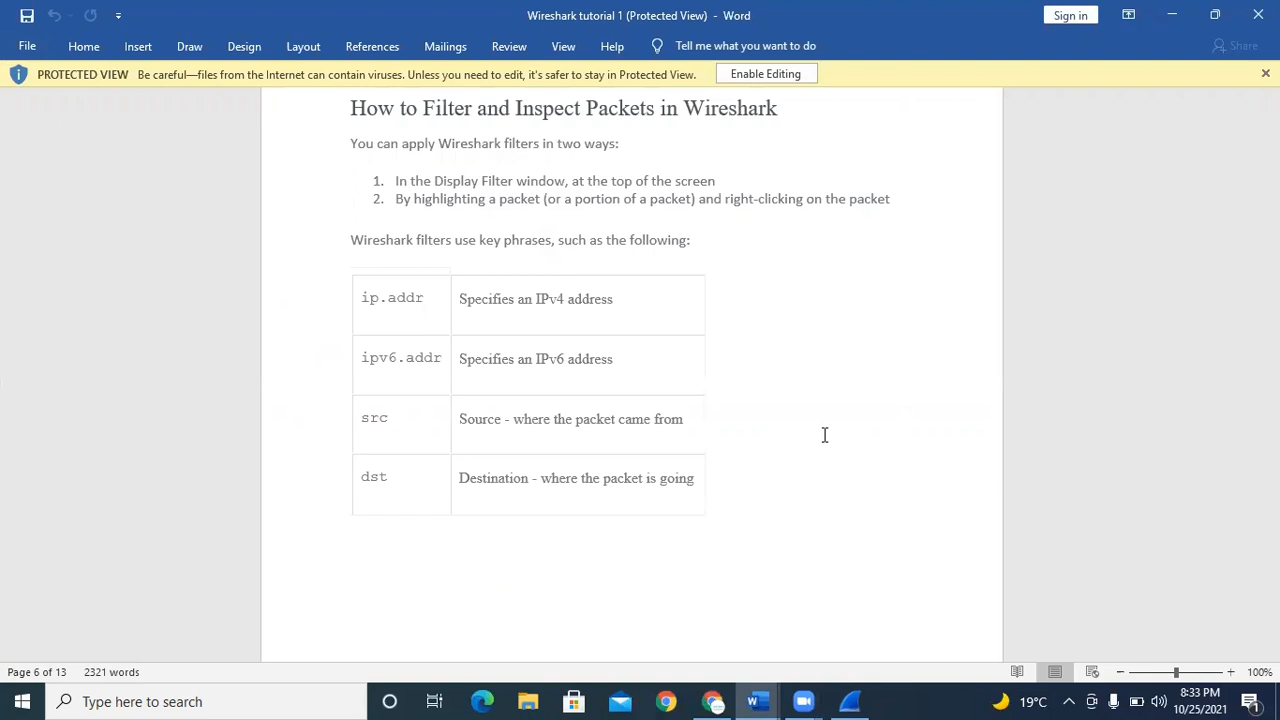 Wireshark tutorial 1 (Protected View) - Word
Sign in
File Home Insert Draw Design Layout References Mailings Review View Help Tell me what you want to do Share
PROTECTED VIEW Be careful—files from the Internet can contain viruses. Unless you need to edit, it's safer to stay in Protected View. Enable Editing
How to Filter and Inspect Packets in Wireshark
You can apply Wireshark filters in two ways:
1. In the Display Filter window, at the top of the screen
2. By highlighting a packet (or a portion of a packet) and right-clicking on the packet
Wireshark filters use key phrases, such as the following:
ip.addr Specifies an IPv4 address
ipv6.addr Specifies an IPv6 address
src Source - where the packet came from
dst Destination - where the packet is going
Page 6 of 13 2321 words 100%
Type here to search 19°C 8:33 PM
10/25/2021 1